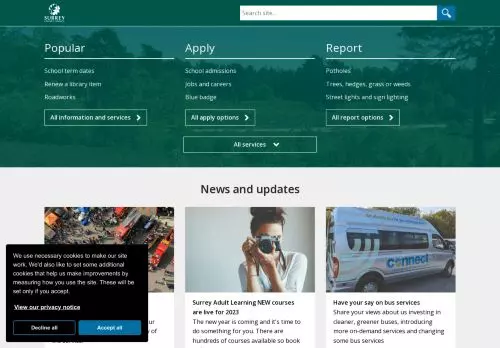 SURREY
Search site...
Popular
Apply
Report
School term dates
School admissions
Potholes
Renew a library item
Jobs and careers
Trees, hedges, grass or weeds
Roadworks
Blue badge
Street lights and sign lighting
All information and services
All apply options
All report options
All services
News and updates
connect
We use necessary cookies to make our site
work. We'd also like to set some additional
cookies that help us make improvements by
measuring how you use the site. These will be
set only if you accept.
View our privacy notice
Decline all
Accept all
Surrey Adult Learning NEW courses
are live for 2023
The new year is coming and it's time to
do something for you. There are
hundreds of courses available so book
Have your say on bus services
Share your views about us investing in
cleaner, greener buses, introducing
more on-demand services and changing
some bus services